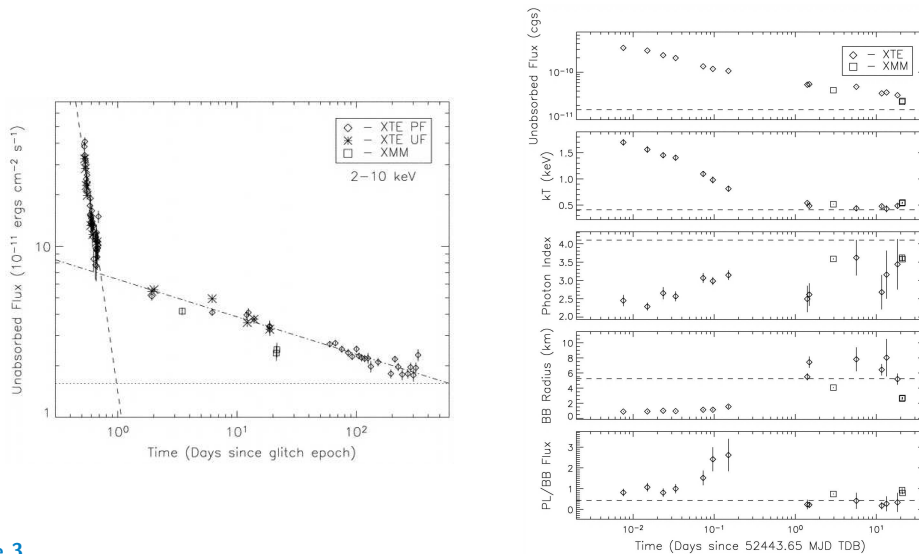 Unabsorbed Flux (10⁻¹¹ ergs cm⁻² s⁻¹)
10
1
◇ – XTE PF
✳ – XTE UF
□ – XMM
2–10 keV
10⁰ 10¹ 10²
Time (Days since glitch epoch)
Unabsorbed Flux (cgs)
10⁻¹⁰
10⁻¹¹
◇ – XTE
□ – XMM
kT (keV)
1.5
1.0
0.5
Photon Index
4.0
3.5
3.0
2.5
2.0
BB Radius (km)
10
8
6
4
2
0
PL/BB Flux
3
2
1
0
10⁻² 10⁻¹ 10⁰ 10¹
Time (Days since 52443.65 MJD TDB)
3